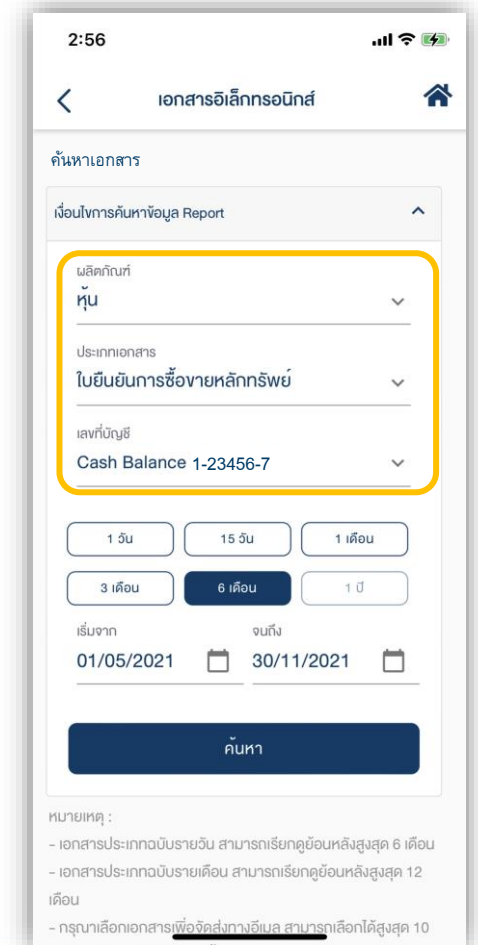 2:56
เอกสารอิเล็กทรอนิกส์
ค้นหาเอกสาร
เงื่อนไขการค้นหาข้อมูล Report
ผลิตภัณฑ์
หุ้น
ประเภทเอกสาร
ใบยืนยันการซื้อขายหลักทรัพย์
เลขที่บัญชี
Cash Balance 1-23456-7
1 วัน 15 วัน 1 เดือน
3 เดือน 6 เดือน 1 ปี
เริ่มจาก จนถึง
01/05/2021 30/11/2021
ค้นหา
หมายเหตุ :
- เอกสารประเภทฉบับรายวัน สามารถเรียกดูย้อนหลังสูงสุด 6 เดือน
- เอกสารประเภทฉบับรายเดือน สามารถเรียกดูย้อนหลังสูงสุด 12
เดือน
- กรุณาเลือกเอกสารเพื่อจัดส่งทางอีเมล สามารถเลือกได้สูงสุด 10